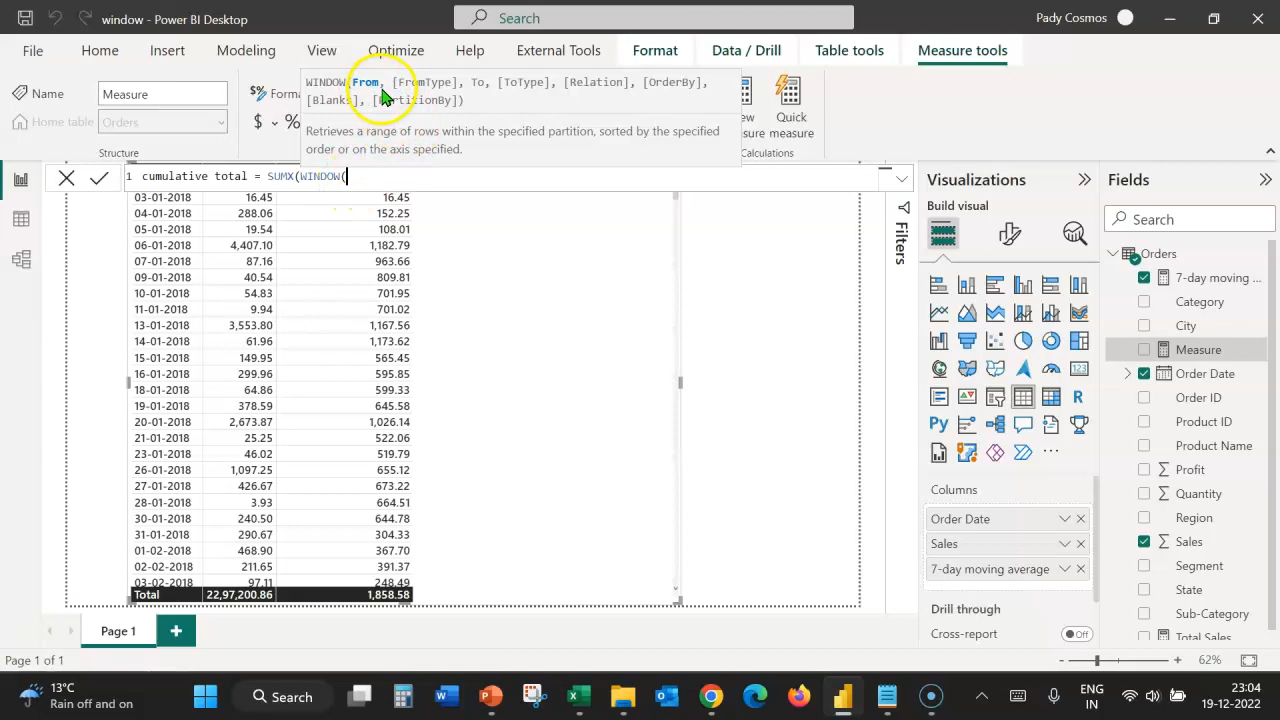 window - Power BI Desktop
Search
Pady Cosmos
File
Home
Insert
Modeling
View
Optimize
Help
External Tools
Format
Data / Drill
Table tools
Measure tools
Name
Measure
Home table
Orders
Structure
$
%
Quick
measure
Calculations
WINDOW(From, [FromType], To, [ToType], [Relation], [OrderBy],
[Blanks], [PartitionBy])
Retrieves a range of rows within the specified partition, sorted by the specified
order or on the axis specified.
1 cumulative total = SUMX(WINDOW(
03-01-2018 16.45 16.45
04-01-2018 288.06 152.25
05-01-2018 19.54 108.01
06-01-2018 4,407.10 1,182.79
07-01-2018 87.16 963.66
09-01-2018 40.54 809.81
10-01-2018 54.83 701.95
11-01-2018 9.94 701.02
13-01-2018 3,553.80 1,167.56
14-01-2018 61.96 1,173.62
15-01-2018 149.95 565.45
16-01-2018 299.96 595.85
18-01-2018 64.86 599.33
19-01-2018 378.59 645.58
20-01-2018 2,673.87 1,026.14
21-01-2018 25.25 522.06
23-01-2018 46.02 519.79
26-01-2018 1,097.25 655.12
27-01-2018 426.67 673.22
28-01-2018 3.93 664.51
30-01-2018 240.50 644.78
31-01-2018 290.67 304.33
01-02-2018 468.90 367.70
02-02-2018 211.65 391.37
03-02-2018 97.11 248.49
Total 22,97,200.86 1,858.58
Filters
Visualizations
Build visual
R
Py
123
Columns
Order Date
Sales
7-day moving average
Drill through
Cross-report
Off
Fields
Search
Orders
7-day moving ...
Category
City
Measure
Order Date
Order ID
Product ID
Product Name
Profit
Quantity
Region
Sales
Segment
State
Sub-Category
Total Sales
Page 1
Page 1 of 1
62%
13°C
Rain off and on
Search
ENG
IN
23:04
19-12-2022